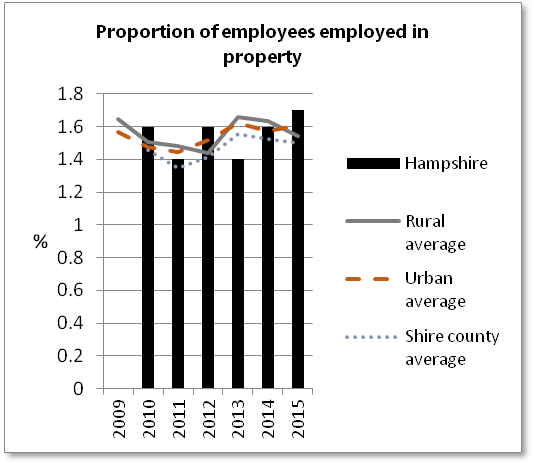 Proportion of employees employed in
property
1.8
1.6
1.4
1.2
1
0.8
0.6
0.4
0.2
0
%
2009
2010
2011
2012
2013
2014
2015
Hampshire
Rural
average
Urban
average
Shire county
average